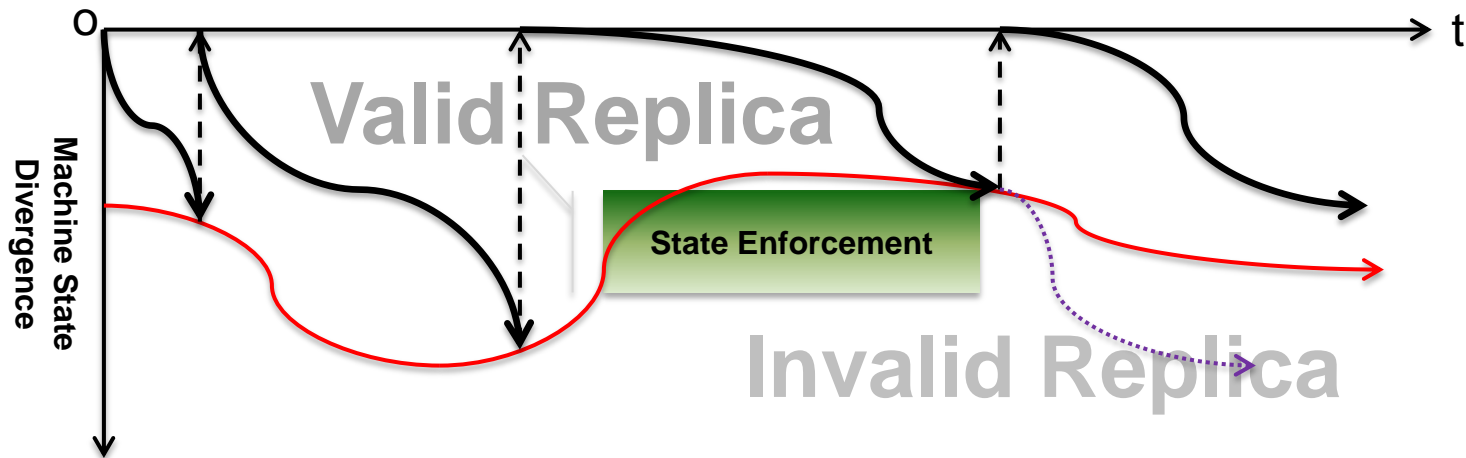 O
t
Valid Replica
Machine State
Divergence
State Enforcement
Invalid Replica